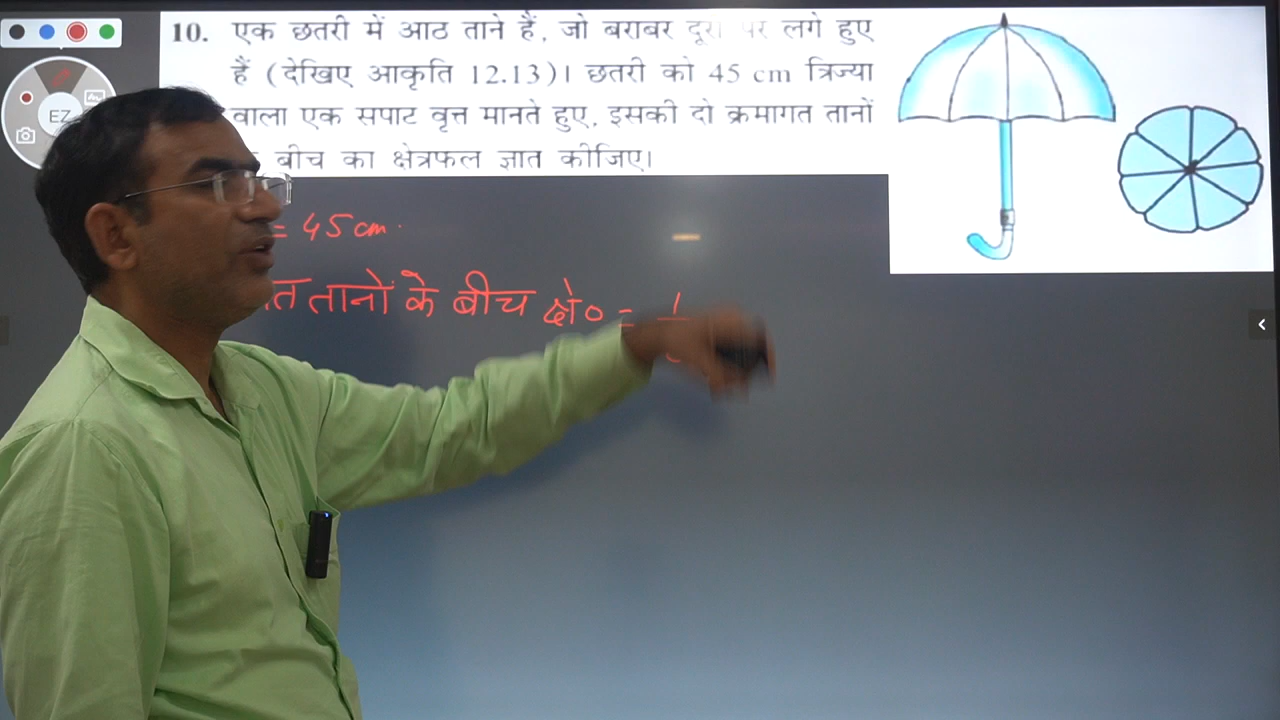 10. एक छतरी में आठ ताने हैं, जो बराबर दूरी पर लगे हुए
हैं (देखिए आकृति 12.13)। छतरी को 45 cm त्रिज्या
वाला एक सपाट वृत्त मानते हुए, इसकी दो क्रमागत तानों
बीच का क्षेत्रफल ज्ञात कीजिए।
EZ
= 45 cm.
तानों के बीच क्षे० = 1